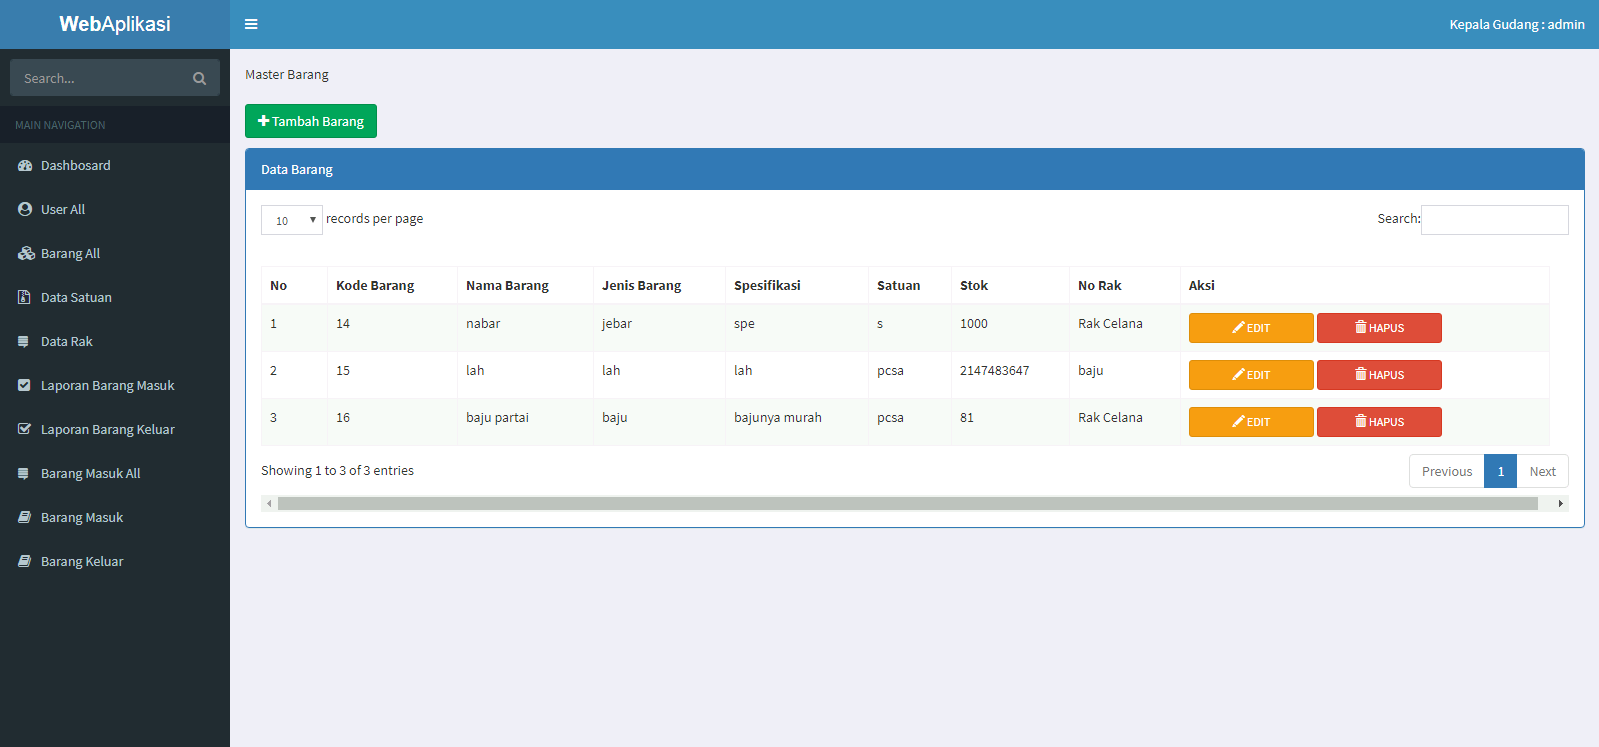 WebAplikasi
Kepala Gudang : admin
Search...
MAIN NAVIGATION
Dashbosard
User All
Barang All
Data Satuan
Data Rak
Laporan Barang Masuk
Laporan Barang Keluar
Barang Masuk All
Barang Masuk
Barang Keluar
Master Barang
Tambah Barang
Data Barang
10 records per page
Search:
No Kode Barang Nama Barang Jenis Barang Spesifikasi Satuan Stok No Rak Aksi
1 14 nabar jebar spe s 1000 Rak Celana EDIT HAPUS
2 15 lah lah lah pcsa 2147483647 baju EDIT HAPUS
3 16 baju partai baju bajunya murah pcsa 81 Rak Celana EDIT HAPUS
Showing 1 to 3 of 3 entries
Previous 1 Next